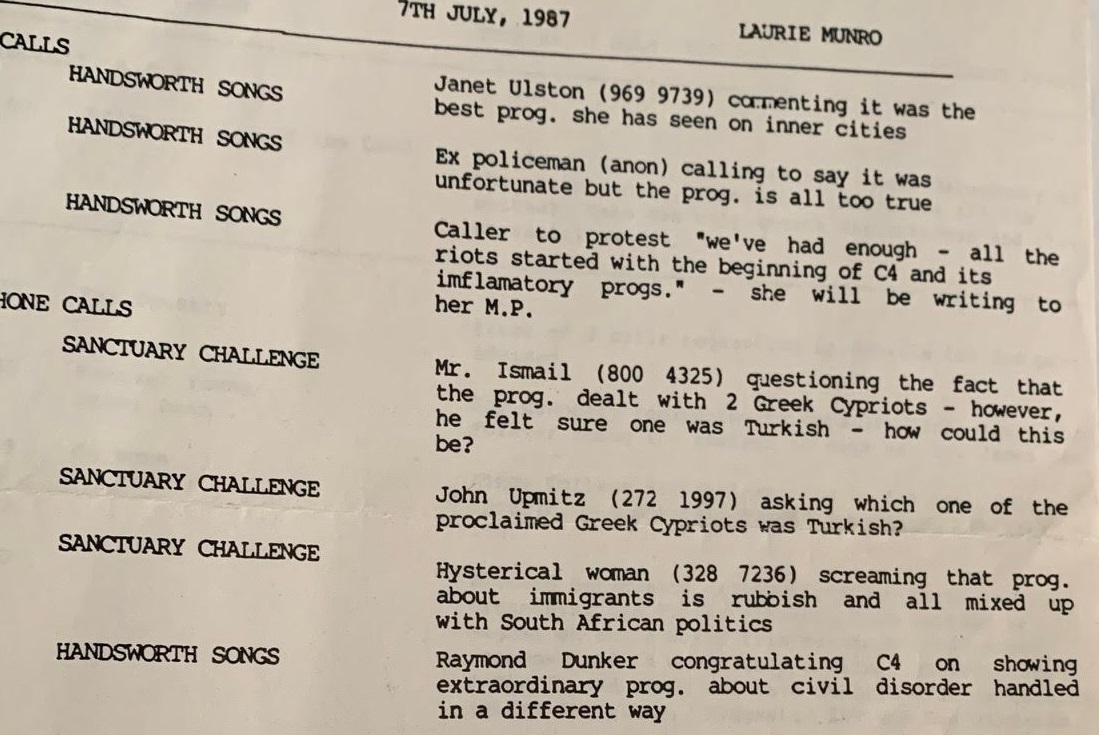 7TH JULY, 1987 LAURIE MUNRO
CALLS
HANDSWORTH SONGS Janet Ulston (969 9739) commenting it was the
best prog. she has seen on inner cities
HANDSWORTH SONGS Ex policeman (anon) calling to say it was
unfortunate but the prog. is all too true
HANDSWORTH SONGS Caller to protest "we've had enough - all the
riots started with the beginning of C4 and its
imflamatory progs." - she will be writing to
her M.P.
HONE CALLS
SANCTUARY CHALLENGE Mr. Ismail (800 4325) questioning the fact that
the prog. dealt with 2 Greek Cypriots - however,
he felt sure one was Turkish - how could this
be?
SANCTUARY CHALLENGE John Upmitz (272 1997) asking which one of the
proclaimed Greek Cypriots was Turkish?
SANCTUARY CHALLENGE Hysterical woman (328 7236) screaming that prog.
about immigrants is rubbish and all mixed up
with South African politics
HANDSWORTH SONGS Raymond Dunker congratulating C4 on showing
extraordinary prog. about civil disorder handled
in a different way